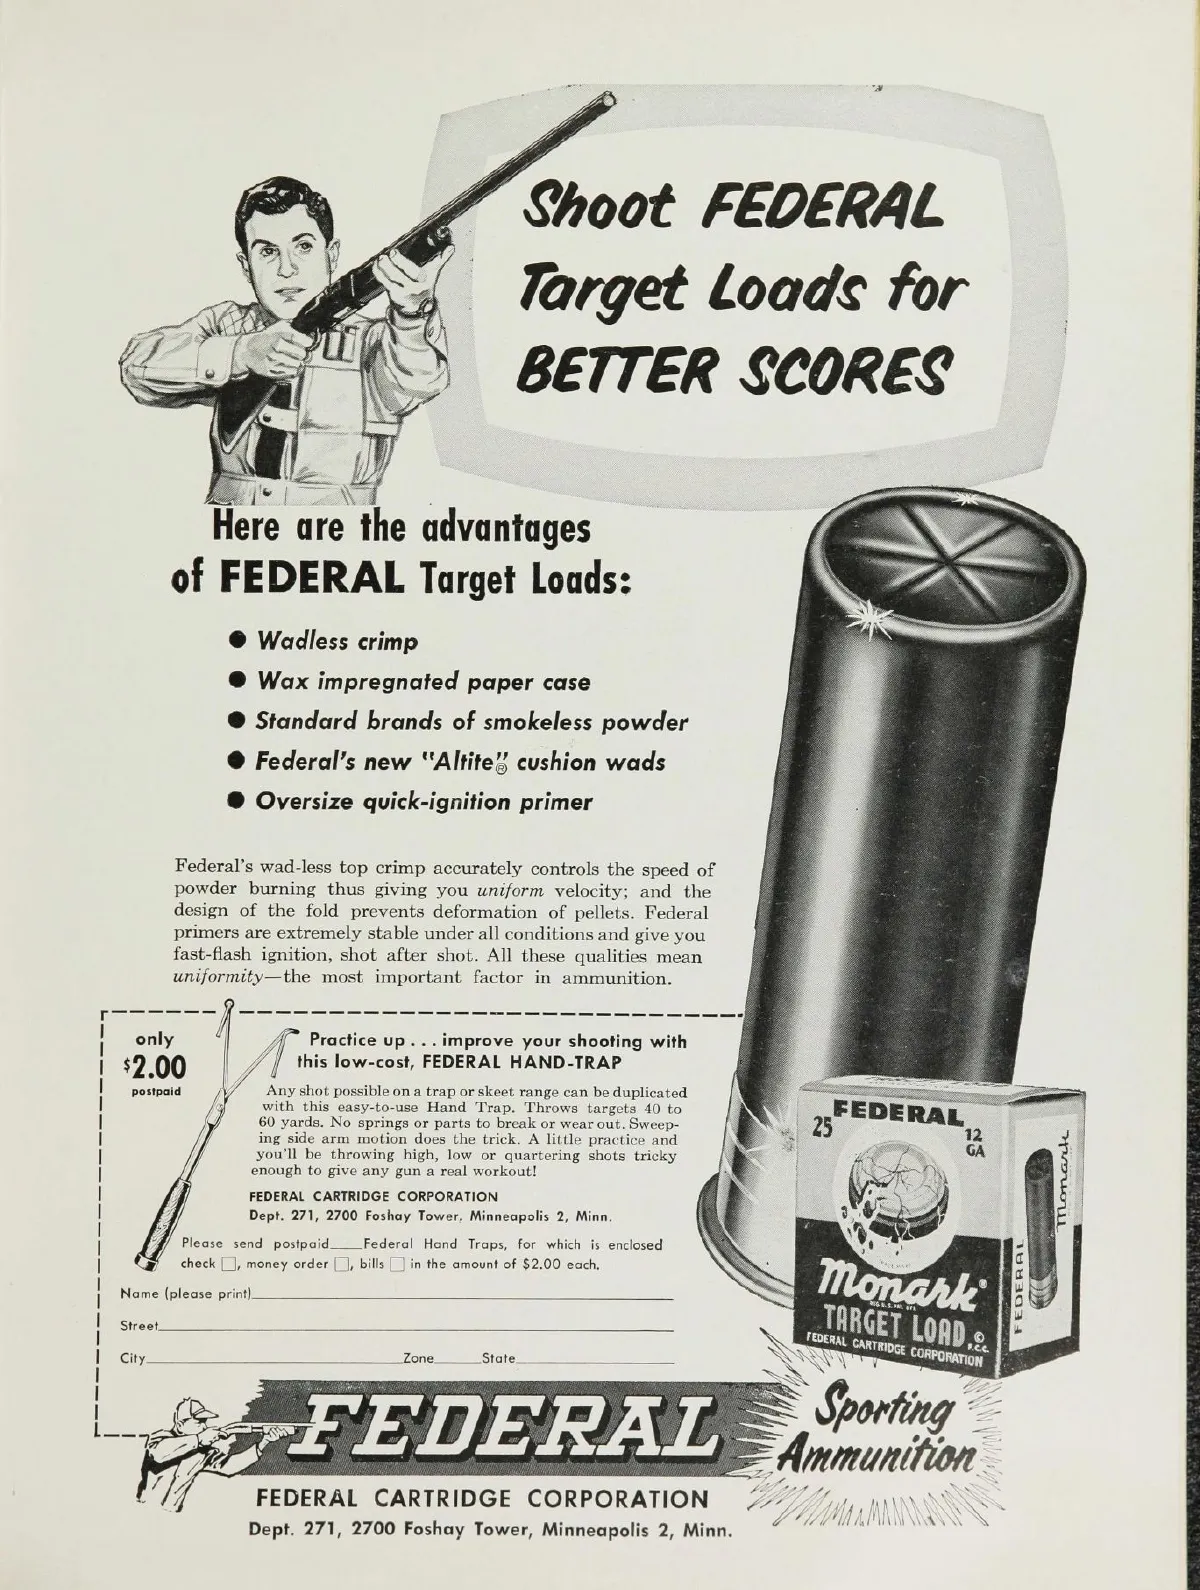 Shoot FEDERAL
Target Loads for
BETTER SCORES
Here are the advantages
of FEDERAL Target Loads:
● Wadless crimp
● Wax impregnated paper case
● Standard brands of smokeless powder
● Federal's new "Altite"® cushion wads
● Oversize quick-ignition primer
Federal's wad-less top crimp accurately controls the speed of
powder burning thus giving you uniform velocity; and the
design of the fold prevents deformation of pellets. Federal
primers are extremely stable under all conditions and give you
fast-flash ignition, shot after shot. All these qualities mean
uniformity—the most important factor in ammunition.
only
$2.00
postpaid
Practice up . . . improve your shooting with
this low-cost, FEDERAL HAND-TRAP
Any shot possible on a trap or skeet range can be duplicated
with this easy-to-use Hand Trap. Throws targets 40 to
60 yards. No springs or parts to break or wear out. Sweep-
ing side arm motion does the trick. A little practice and
you'll be throwing high, low or quartering shots tricky
enough to give any gun a real workout!
FEDERAL CARTRIDGE CORPORATION
Dept. 271, 2700 Foshay Tower, Minneapolis 2, Minn.
Please send postpaid____Federal Hand Traps, for which is enclosed
check □, money order □, bills □ in the amount of $2.00 each.
Name (please print)
Street
City Zone State
FEDERAL
25
12
GA
Monark®
REG. U.S. PAT. OFF.
TARGET LOAD ©
F.C.C.
FEDERAL CARTRIDGE CORPORATION
FEDERAL
Monark
FEDERAL
Sporting
Ammunition
FEDERAL CARTRIDGE CORPORATION
Dept. 271, 2700 Foshay Tower, Minneapolis 2, Minn.